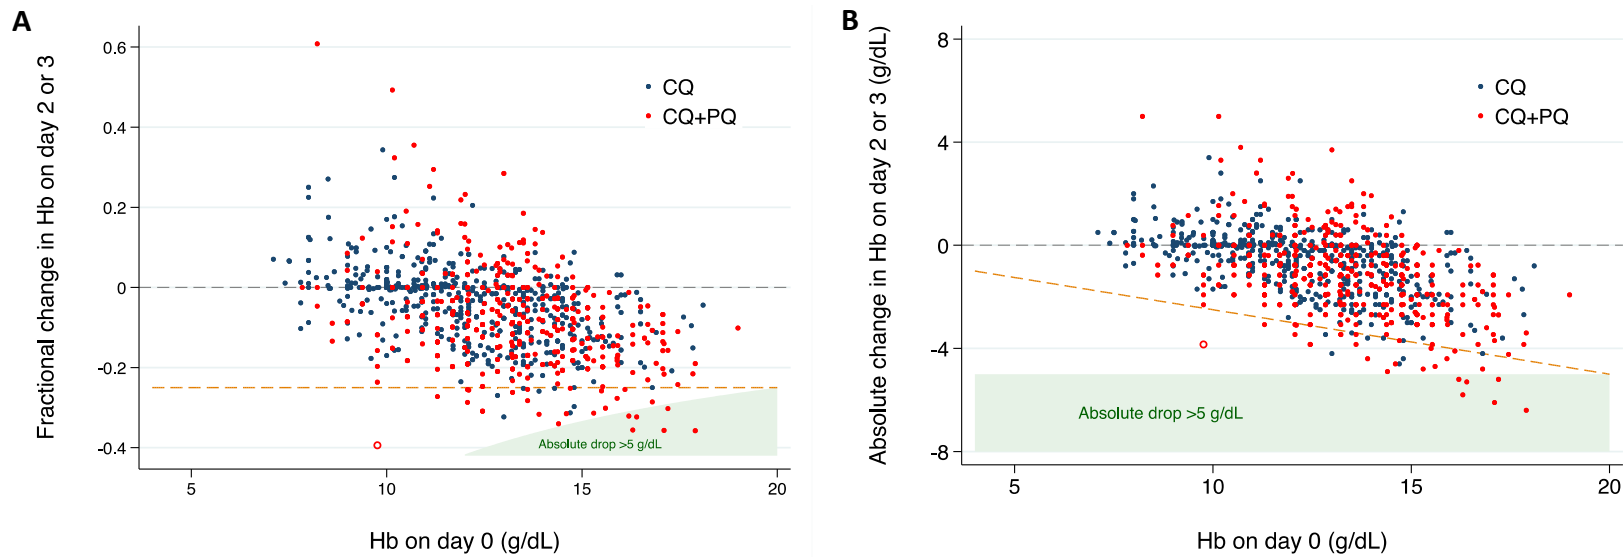 A
Fractional change in Hb on day 2 or 3
0.6
0.4
0.2
0
-0.2
-0.4
CQ
CQ+PQ
Absolute drop >5 g/dL
5
10
15
20
Hb on day 0 (g/dL)
B
Absolute change in Hb on day 2 or 3 (g/dL)
8
4
0
-4
-8
CQ
CQ+PQ
Absolute drop >5 g/dL
5
10
15
20
Hb on day 0 (g/dL)